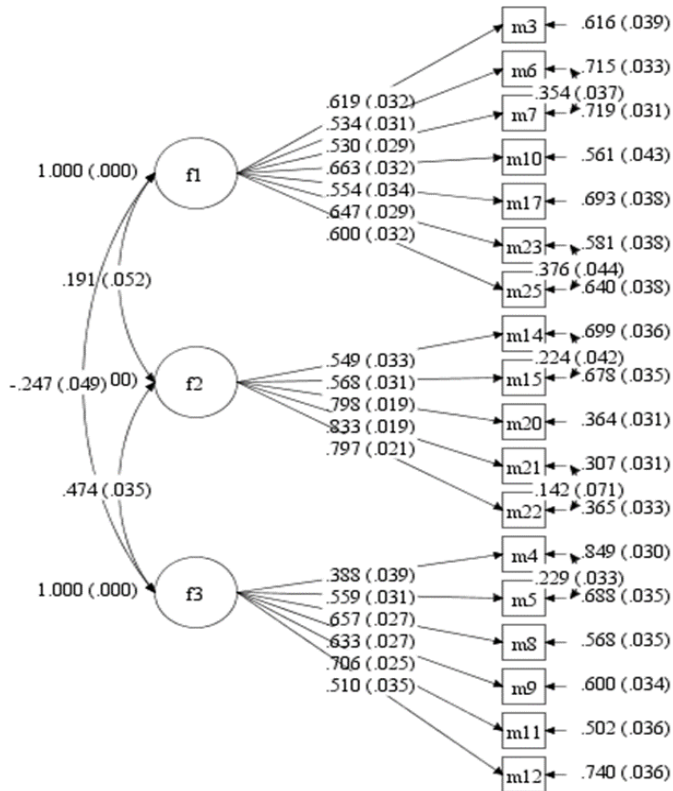 m3 .616 (.039)
m6 .715 (.033)
.354 (.037)
.619 (.032)
.534 (.031)
m7 .719 (.031)
.530 (.029)
m10 .561 (.043)
.663 (.032)
1.000 (.000)
f1
.554 (.034)
m17 .693 (.038)
.647 (.029)
.600 (.032)
m23 .581 (.038)
.376 (.044)
.191 (.052)
m25 .640 (.038)
m14 .699 (.036)
.224 (.042)
.549 (.033)
m15 .678 (.035)
-.247 (.049) 00)
f2
.568 (.031)
.798 (.019)
m20 .364 (.031)
.833 (.019)
.797 (.021)
m21 .307 (.031)
.142 (.071)
.474 (.035)
m22 .365 (.033)
m4 .849 (.030)
.229 (.033)
.388 (.039)
1.000 (.000)
f3
.559 (.031)
m5 .688 (.035)
.657 (.027)
.633 (.027)
m8 .568 (.035)
.706 (.025)
.510 (.035)
m9 .600 (.034)
m11 .502 (.036)
m12 .740 (.036)